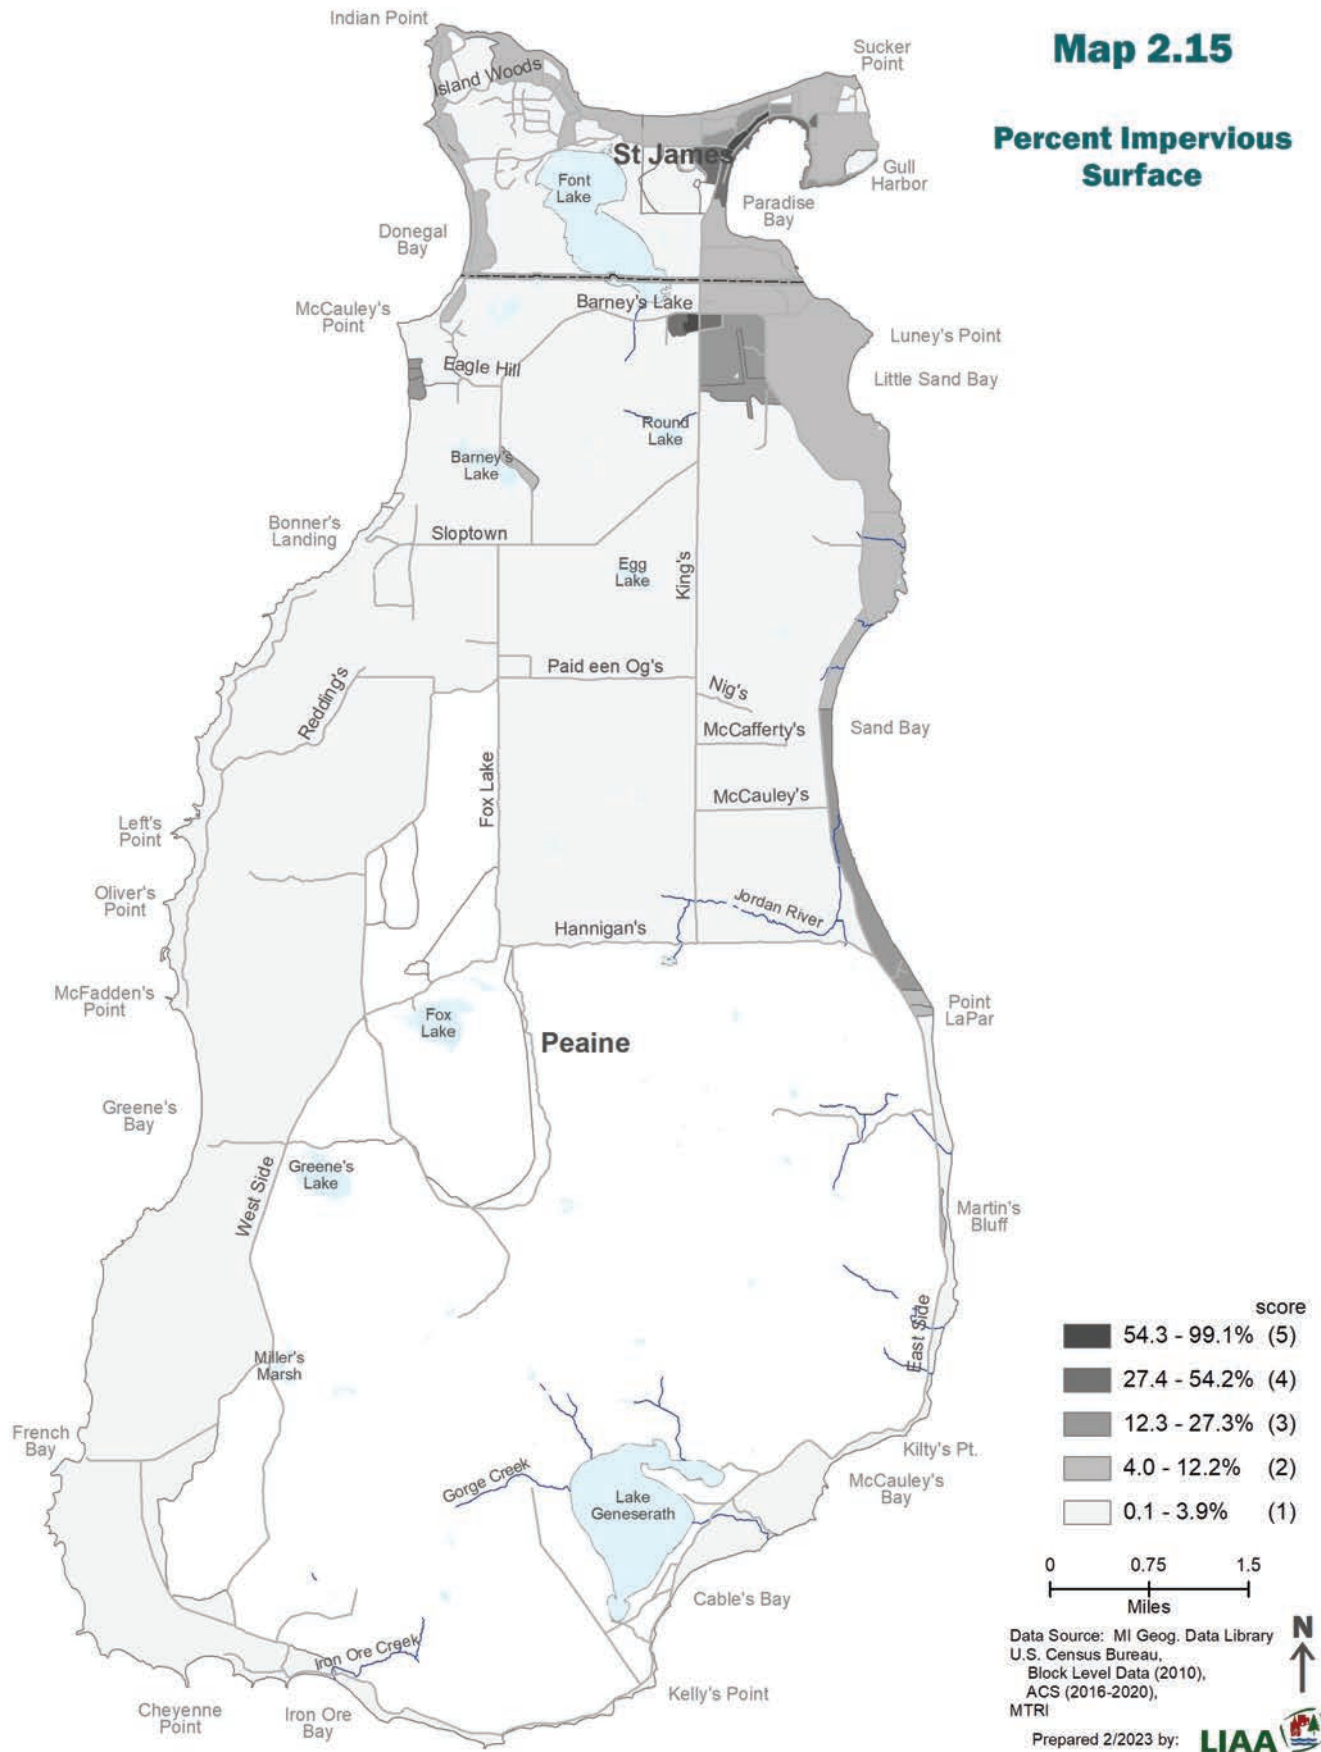 Map 2.15
Percent Impervious
Surface
Indian Point
Sucker
Point
Island Woods
St James
Font
Lake
Gull
Harbor
Paradise
Bay
Donegal
Bay
Barney's Lake
McCauley's
Point
Luney's Point
Eagle Hill
Little Sand Bay
Round
Lake
Barney's
Lake
Bonner's
Landing
Sloptown
Egg
Lake
King's
Paid een Og's
Redding's
Nig's
McCafferty's
Sand Bay
Fox Lake
McCauley's
Left's
Point
Oliver's
Point
Jordan River
Hannigan's
McFadden's
Point
Point
LaPar
Fox
Lake
Peaine
Greene's
Bay
Greene's
Lake
West Side
Martin's
Bluff
East Side
Miller's
Marsh
French
Bay
Kilty's Pt.
McCauley's
Bay
Gorge Creek
Lake
Geneserath
Cable's Bay
Iron Ore Creek
Kelly's Point
Cheyenne
Point
Iron Ore
Bay
score
54.3 - 99.1% (5)
27.4 - 54.2% (4)
12.3 - 27.3% (3)
4.0 - 12.2% (2)
0.1 - 3.9% (1)
0 0.75 1.5
Miles
Data Source: MI Geog. Data Library
U.S. Census Bureau,
Block Level Data (2010),
ACS (2016-2020),
MTRI
N
Prepared 2/2023 by:
LIAA